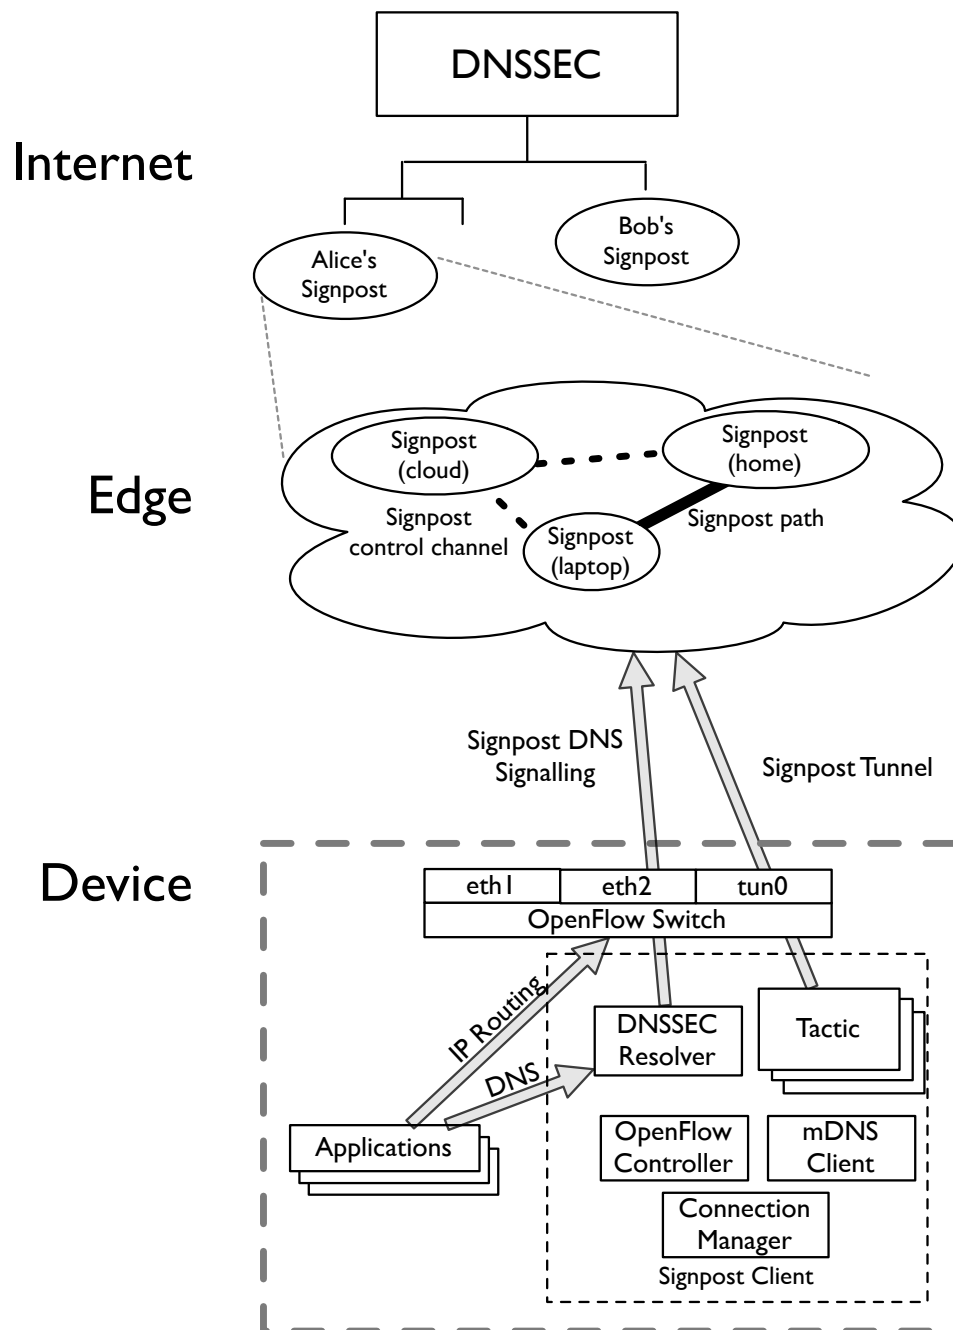 DNSSEC
Internet
Alice's
Signpost
Bob's
Signpost
Edge
Signpost
(cloud)
Signpost
(home)
Signpost
control channel
Signpost path
Signpost
(laptop)
Signpost DNS
Signalling
Signpost Tunnel
Device
eth1
eth2
tun0
OpenFlow Switch
IP Routing
DNS
DNSSEC
Resolver
Tactic
Applications
OpenFlow
Controller
mDNS
Client
Connection
Manager
Signpost Client